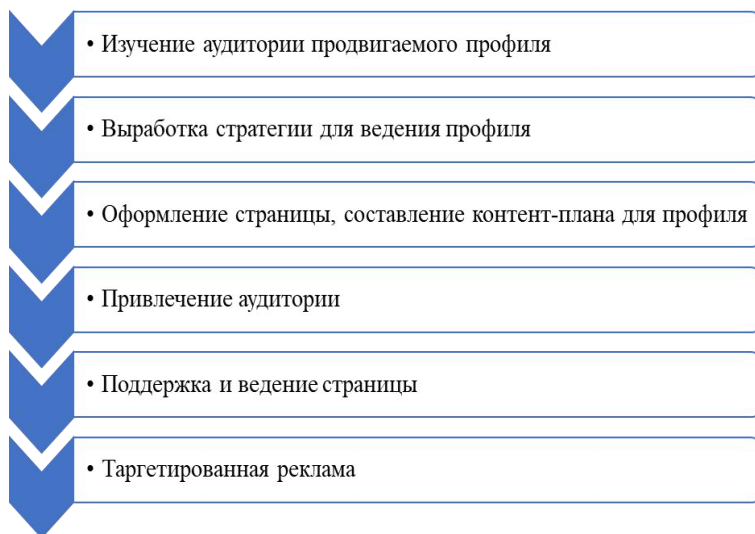 • Изучение аудитории продвигаемого профиля
• Выработка стратегии для ведения профиля
• Оформление страницы, составление контент-плана для профиля
• Привлечение аудитории
• Поддержка и ведение страницы
• Таргетированная реклама